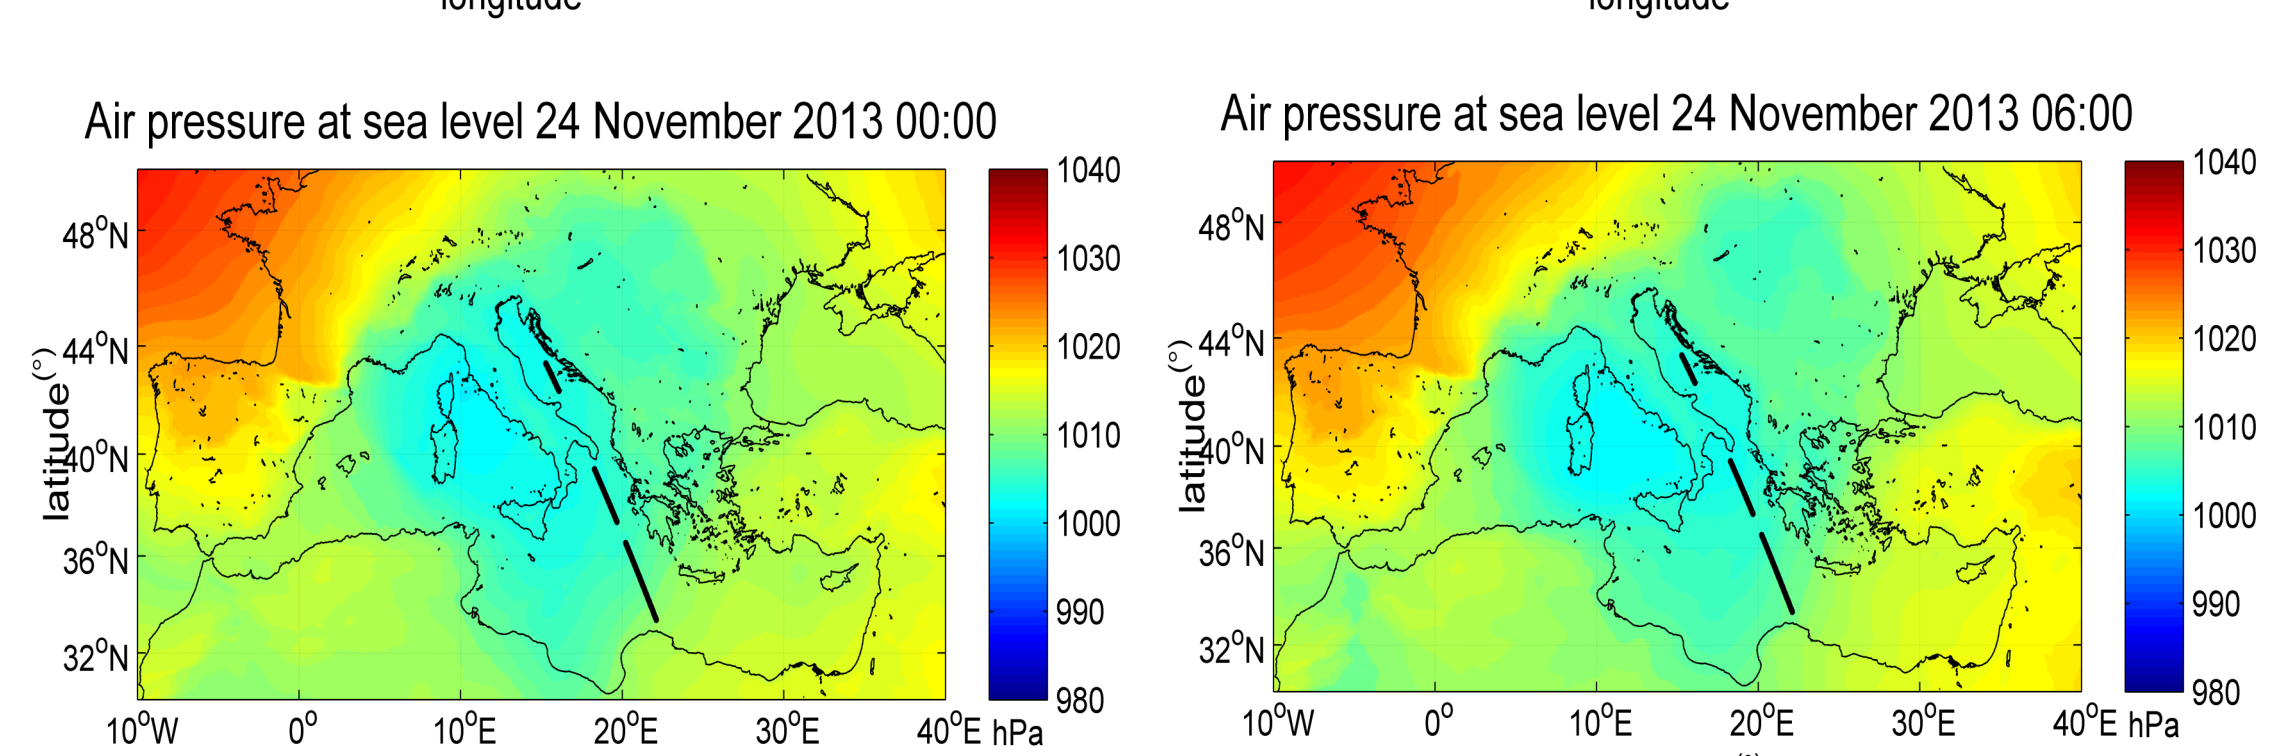 longitude
longitude
Air pressure at sea level 24 November 2013 00:00
1040
1030
1020
1010
1000
990
980
hPa
48°N
44°N
40°N
36°N
32°N
latitude(°)
10°W 0° 10°E 20°E 30°E 40°E
Air pressure at sea level 24 November 2013 06:00
1040
1030
1020
1010
1000
990
980
hPa
48°N
44°N
40°N
36°N
32°N
latitude(°)
10°W 0° 10°E 20°E 30°E 40°E